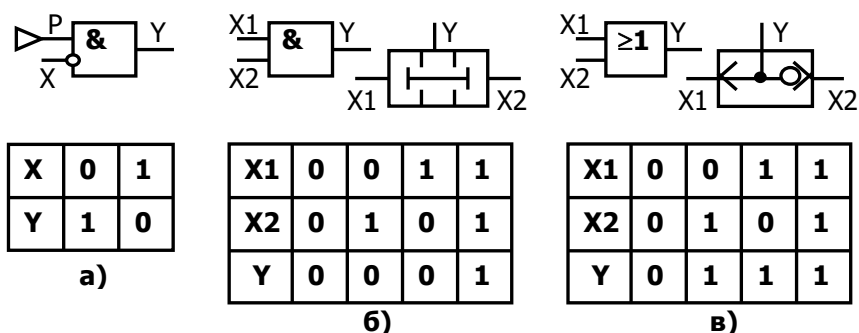 P & Y
X
X1 & Y
X2
Y
X1 X2
X1 ≥1 Y
X2
Y
X1 X2
X 0 1
Y 1 0
а)
X1 0 0 1 1
X2 0 1 0 1
Y 0 0 0 1
б)
X1 0 0 1 1
X2 0 1 0 1
Y 0 1 1 1
в)